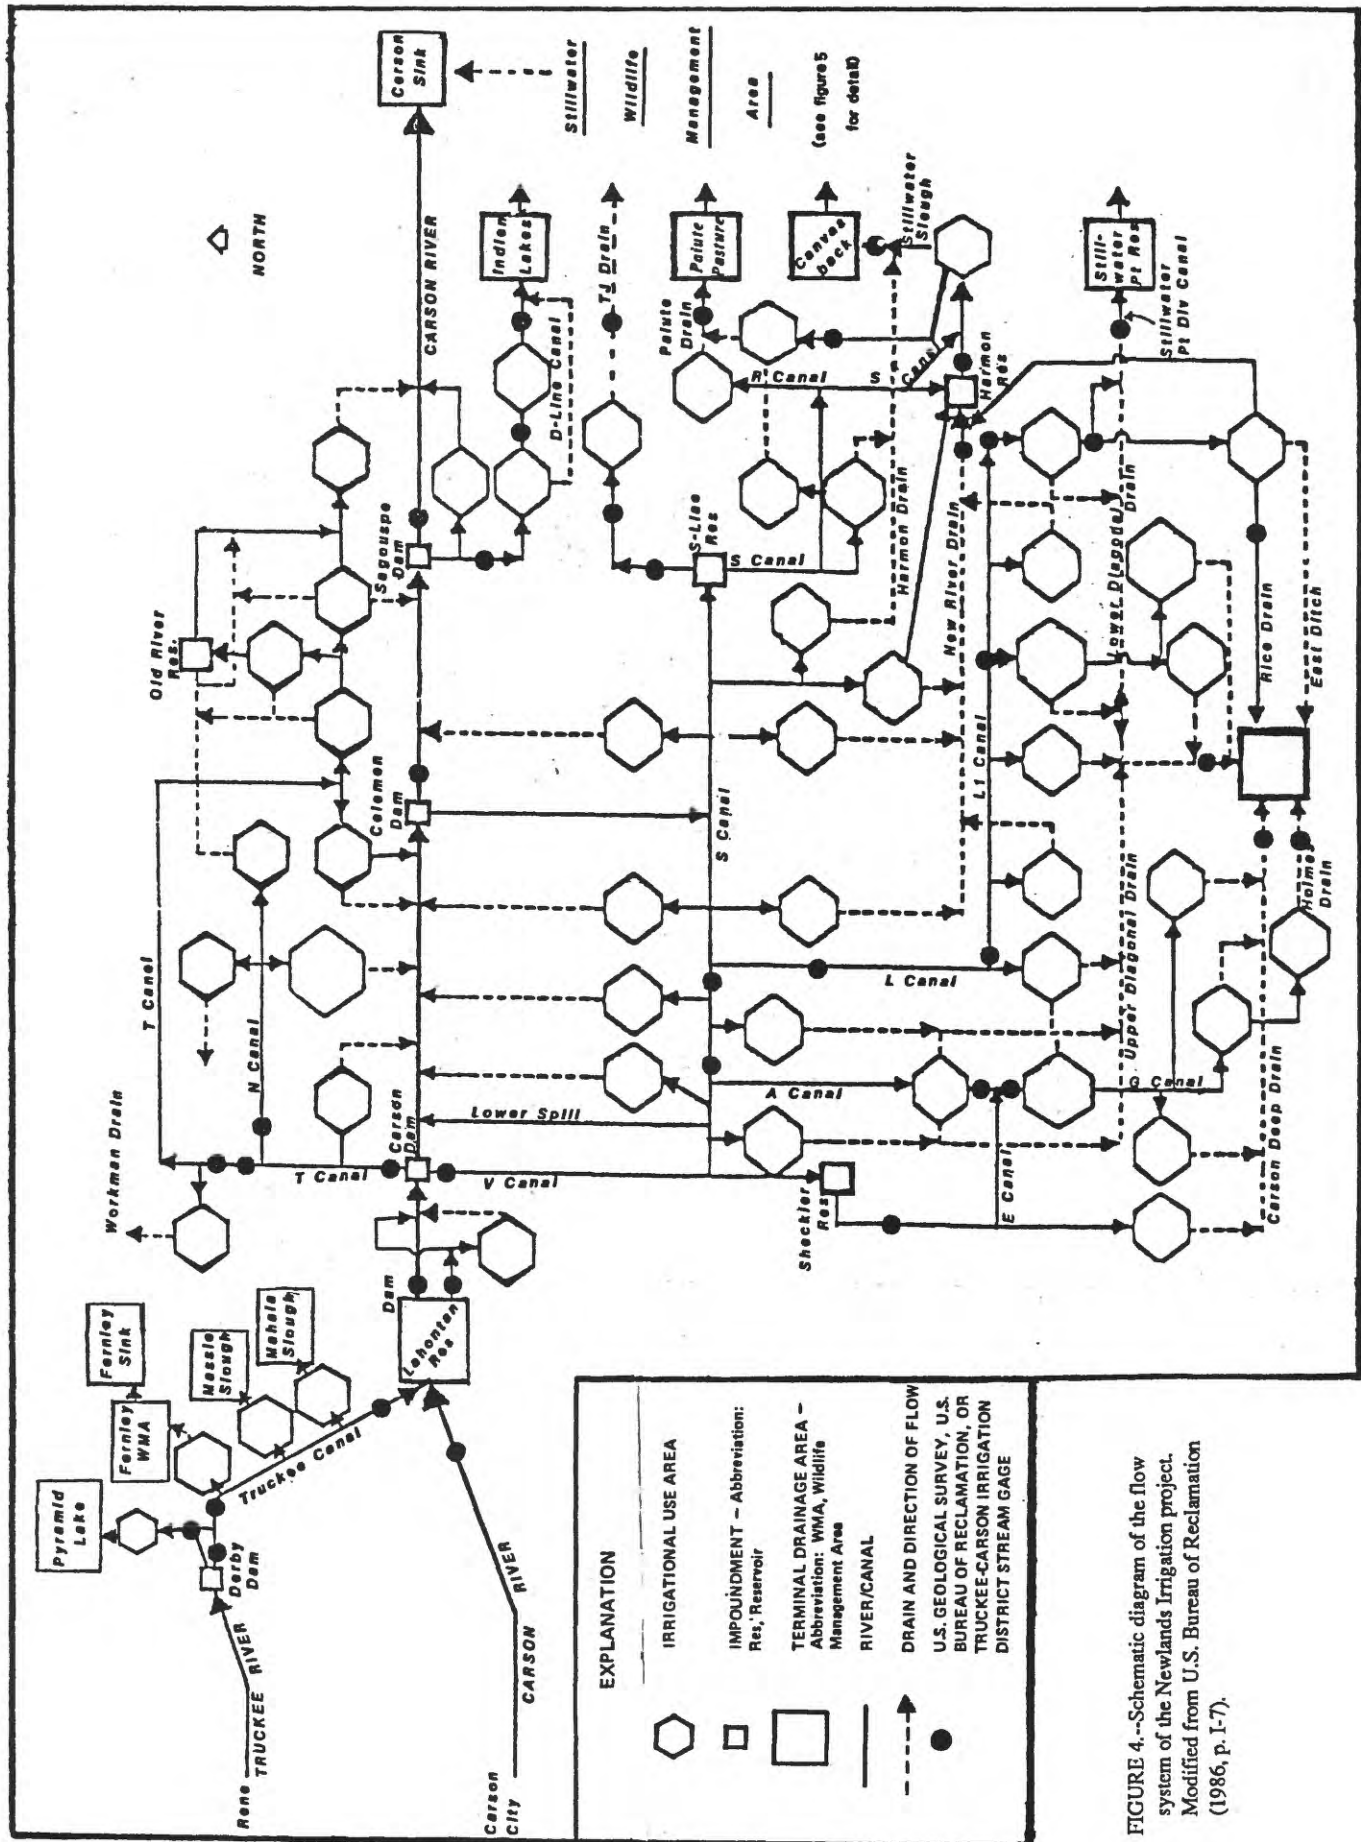 Carson
Sink
CARSON RIVER
NORTH
Stillwater
Wildlife
Management
Area
(see figure 5
for detail)
Indian
Lakes
D-Line Canal
TJ Drain
Paiute
Pasture
Paiute
Drain
Canvas
back
Stillwater
Slough
R Canal
S
Canal
Harmon
Res
Harmon Drain
Still-
water
Pt Res
Stillwater
Pt Div Canal
Sagouspe
Dam
Old River
Res.
S-Line
Res
S Canal
New River Drain
Lower Diagonal
Drain
Rice Drain
East Ditch
Coleman
Dam
S Canal
L1 Canal
T Canal
N Canal
L Canal
Upper Diagonal Drain
Holmes
Drain
Carson Deep Drain
G Canal
A Canal
E Canal
Lower Spill
Carson
Dam
T Canal
V Canal
Workman Drain
Sheckler
Res
Dam
Lahontan
Res
Fernley
Sink
Fernley
WMA
Massie
Slough
Mahala
Slough
Pyramid
Lake
Truckee Canal
Derby
Dam
Reno
TRUCKEE RIVER
Carson
City
CARSON RIVER
EXPLANATION
IRRIGATIONAL USE AREA
IMPOUNDMENT – Abbreviation:
Res, Reservoir
TERMINAL DRAINAGE AREA –
Abbreviation: WMA, Wildlife
Management Area
RIVER/CANAL
DRAIN AND DIRECTION OF FLOW
U.S. GEOLOGICAL SURVEY, U.S.
BUREAU OF RECLAMATION, OR
TRUCKEE-CARSON IRRIGATION
DISTRICT STREAM GAGE
FIGURE 4.--Schematic diagram of the flow
system of the Newlands Irrigation project.
Modified from U.S. Bureau of Reclamation
(1986, p. I-7).